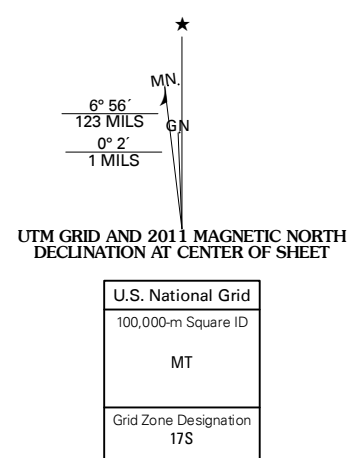 MN.
6° 56´
123 MILS
GN
0° 2´
1 MILS
UTM GRID AND 2011 MAGNETIC NORTH
DECLINATION AT CENTER OF SHEET
U.S. National Grid
100,000-m Square ID
MT
Grid Zone Designation
17S